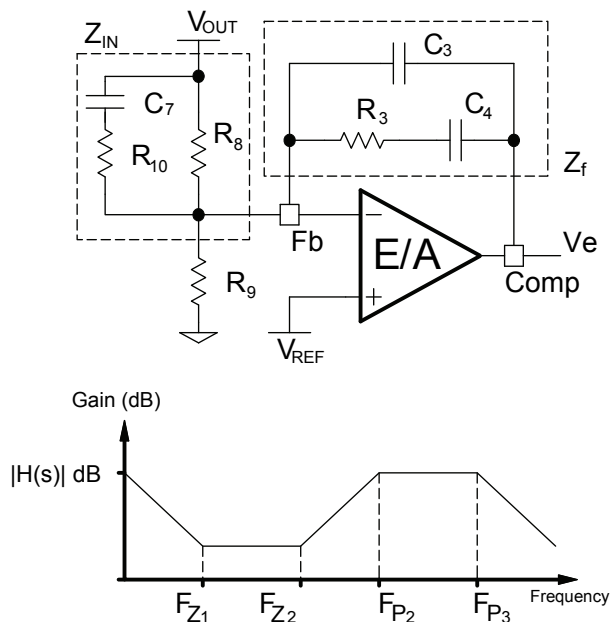 V_OUT
Z_IN
C_3
C_7
R_3
C_4
R_8
R_10
Z_f
Fb
−
E/A
Ve
Comp
R_9
+
V_REF
Gain (dB)
|H(s)| dB
F_Z1 F_Z2 F_P2 F_P3 Frequency